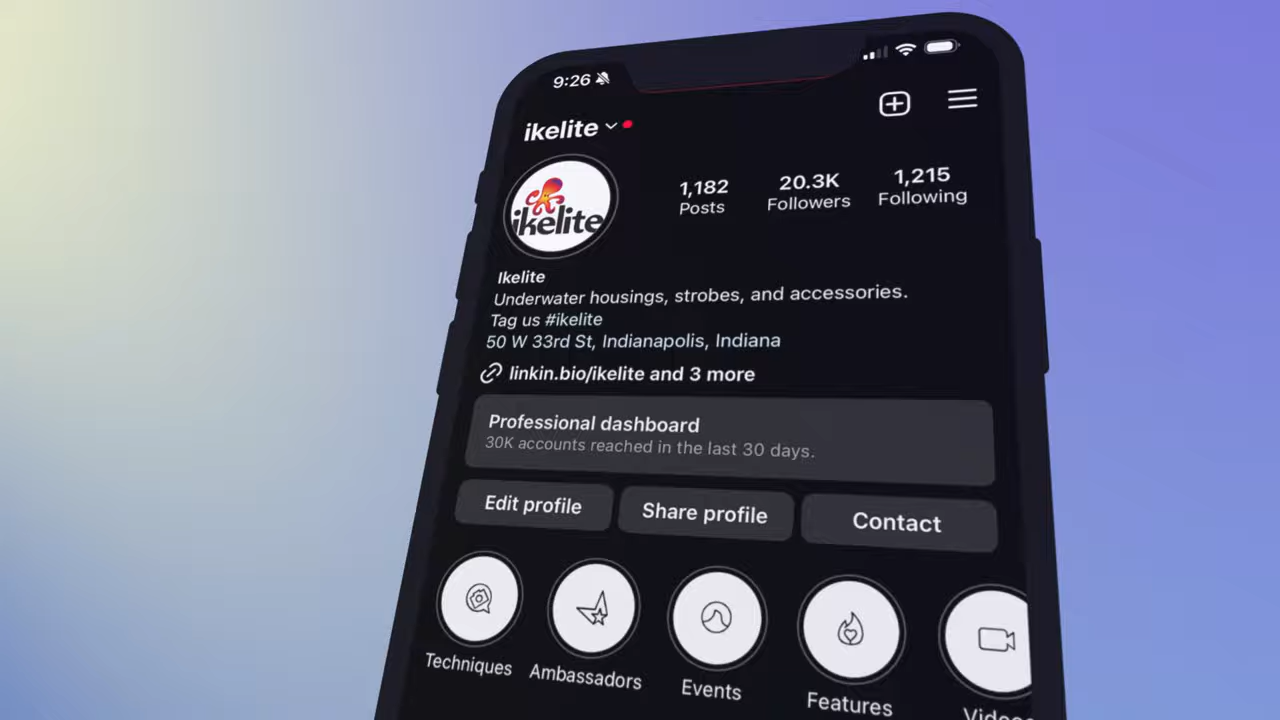 9:26
ikelite
ikelite
1,182
Posts
20.3K
Followers
1,215
Following
Ikelite
Underwater housings, strobes, and accessories.
Tag us #ikelite
50 W 33rd St, Indianapolis, Indiana
linkin.bio/ikelite and 3 more
Professional dashboard
30K accounts reached in the last 30 days.
Edit profile
Share profile
Contact
Techniques
Ambassadors
Events
Features
Videos